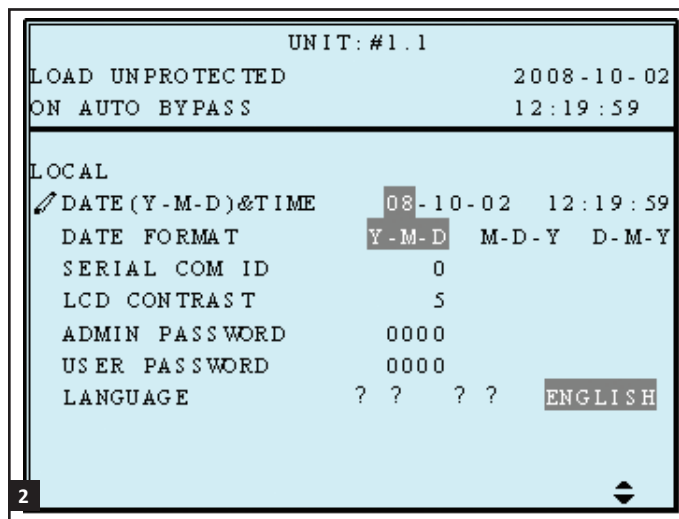 UNIT:#1.1
LOAD UNPROTECTED 2008-10-02
ON AUTO BYPASS 12:19:59
LOCAL
DATE(Y-M-D)&TIME 08-10-02 12:19:59
DATE FORMAT Y-M-D M-D-Y D-M-Y
SERIAL COM ID 0
LCD CONTRAST 5
ADMIN PASSWORD 0000
USER PASSWORD 0000
LANGUAGE ? ? ? ? ENGLISH
2